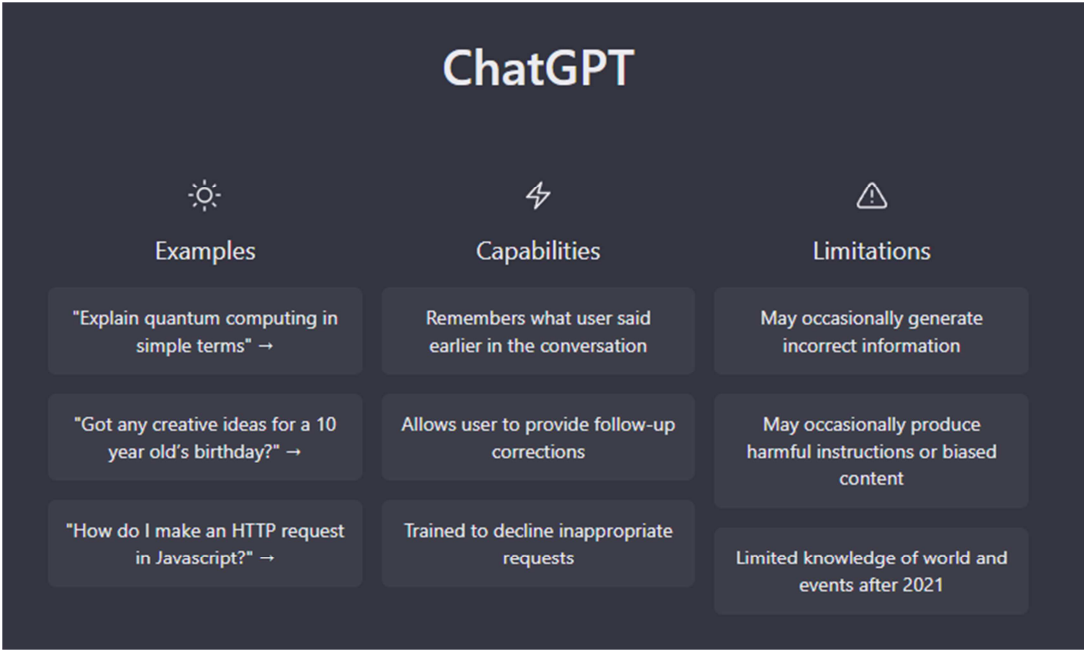 ChatGPT
Examples
"Explain quantum computing in
simple terms" →
"Got any creative ideas for a 10
year old’s birthday?" →
"How do I make an HTTP request
in Javascript?" →
Capabilities
Remembers what user said
earlier in the conversation
Allows user to provide follow-up
corrections
Trained to decline inappropriate
requests
Limitations
May occasionally generate
incorrect information
May occasionally produce
harmful instructions or biased
content
Limited knowledge of world and
events after 2021